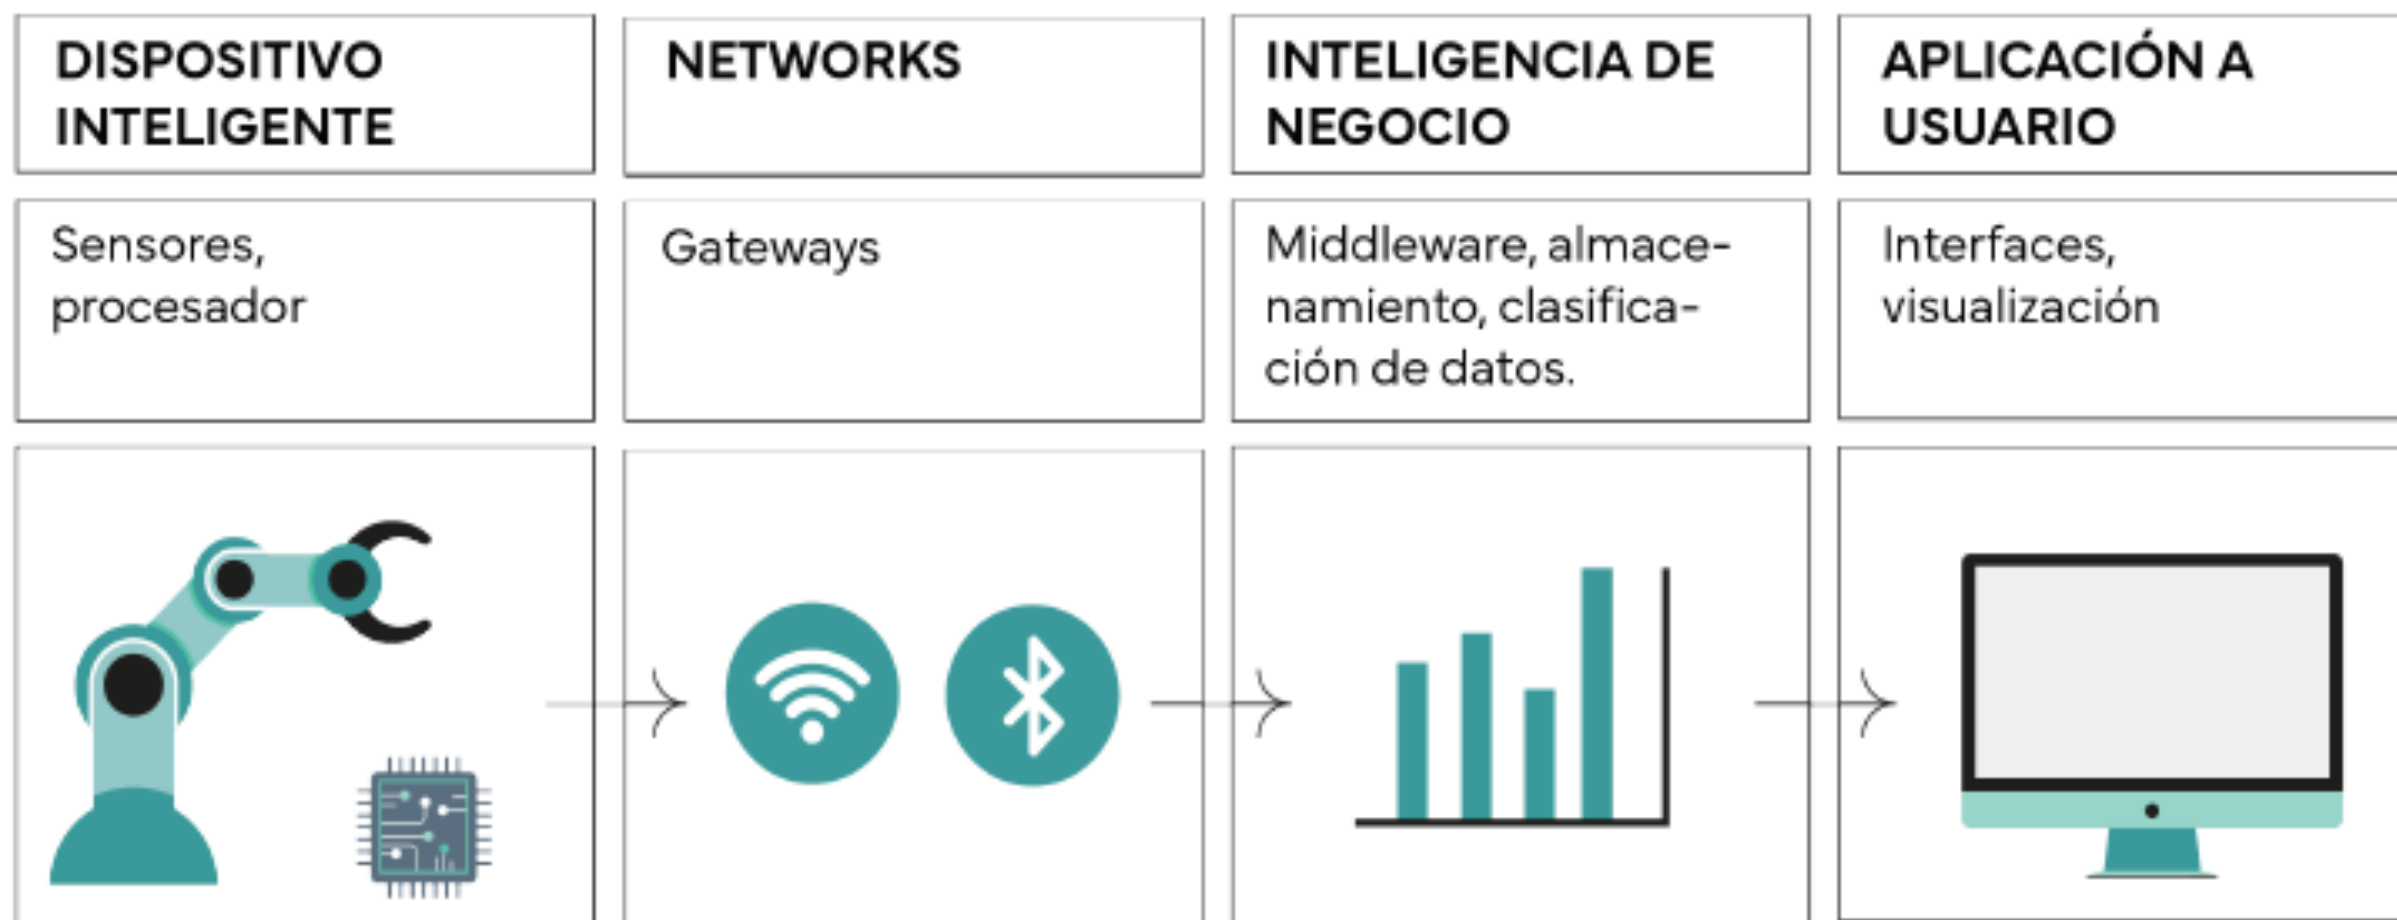 DISPOSITIVO
INTELIGENTE
NETWORKS
INTELIGENCIA DE
NEGOCIO
APLICACIÓN A
USUARIO
Sensores,
procesador
Gateways
Middleware, almace-
namiento, clasifica-
ción de datos.
Interfaces,
visualización